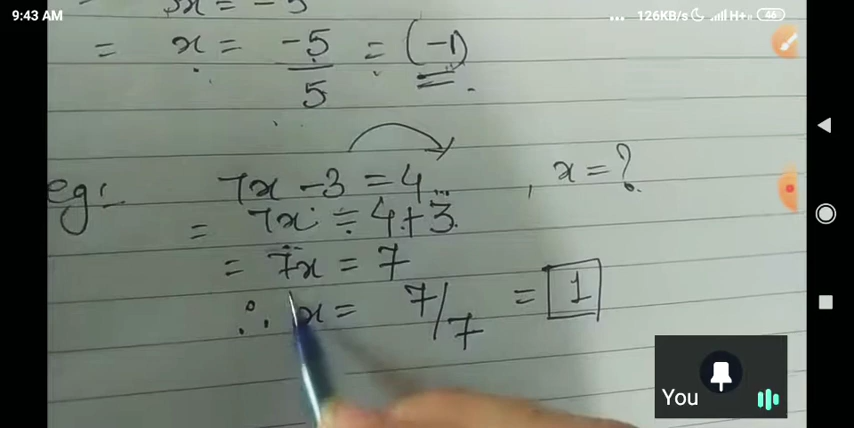 9:43 AM ... 126KB/s H+ 46
= x = -5/5 = (-1)
eg:- 7x - 3 = 4 , x = ?
= 7x = 4 + 3
= 7x = 7
∴ x = 7/7 = 1
You